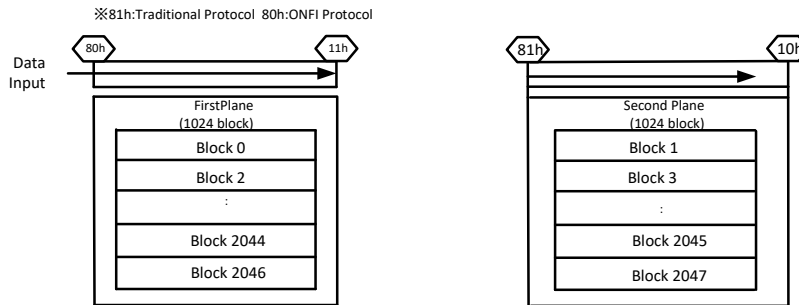 ※81h:Traditional Protocol 80h:ONFI Protocol
80h
11h
Data
Input
FirstPlane
(1024 block)
Block 0
Block 2
:
Block 2044
Block 2046
81h
10h
Second Plane
(1024 block)
Block 1
Block 3
:
Block 2045
Block 2047